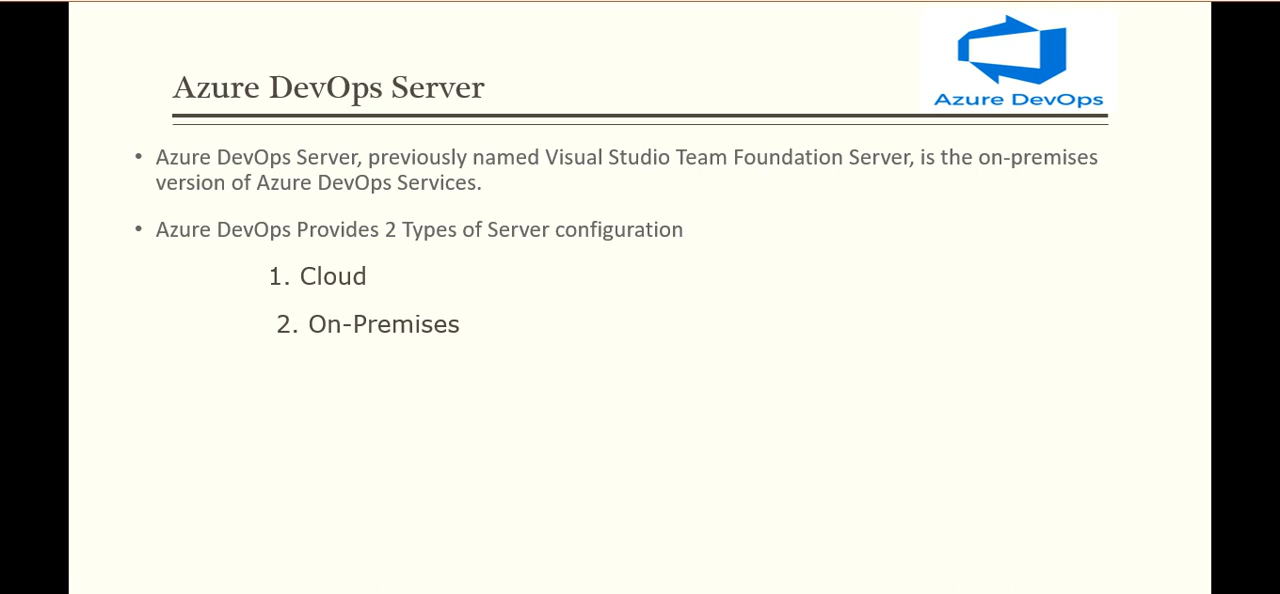 Azure DevOps
Azure DevOps Server
• Azure DevOps Server, previously named Visual Studio Team Foundation Server, is the on-premises
version of Azure DevOps Services.
• Azure DevOps Provides 2 Types of Server configuration
1. Cloud
2. On-Premises